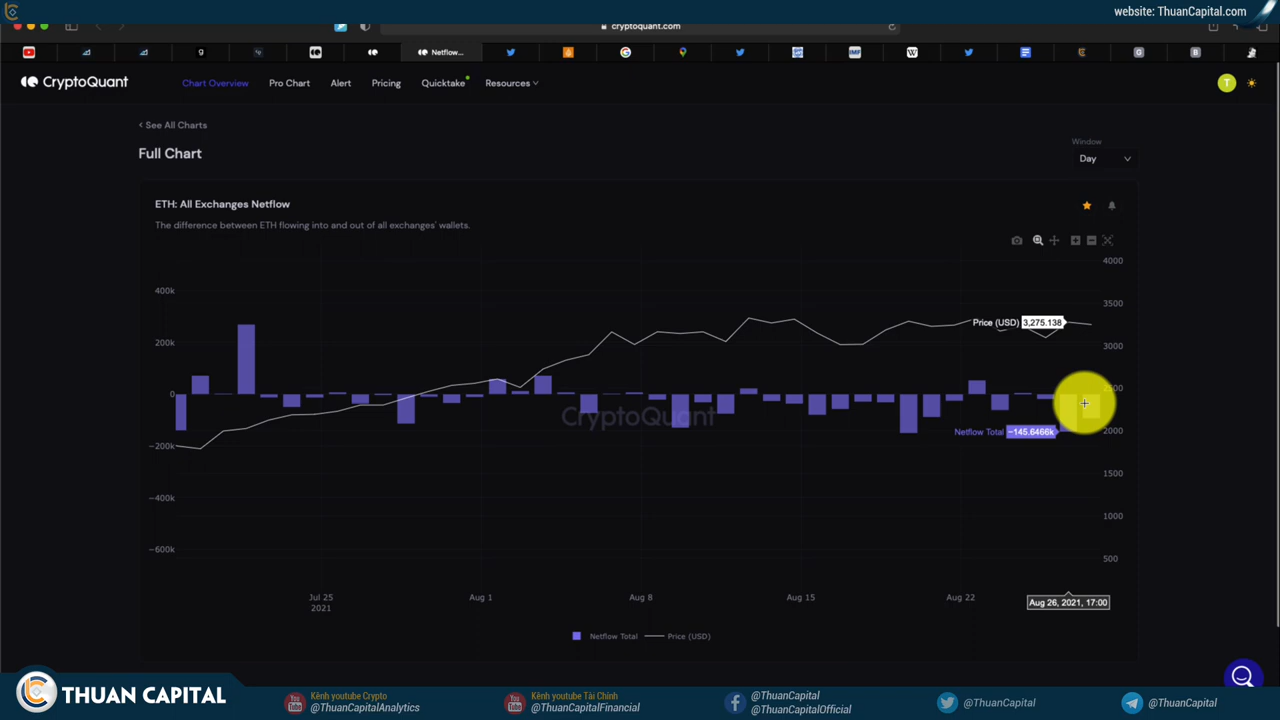 website: ThuanCapital.com
cryptoquant.com
Netflow...
CryptoQuant
Chart Overview
Pro Chart
Alert
Pricing
Quicktake
Resources
T
< See All Charts
Full Chart
Window
Day
ETH: All Exchanges Netflow
The difference between ETH flowing into and out of all exchanges' wallets.
400k
200k
0
−200k
−400k
−600k
4000
3500
3000
2500
2000
1500
1000
500
Price (USD) 3,275.138
CryptoQuant
Netflow Total −145.6466k
Jul 25
2021
Aug 1
Aug 8
Aug 15
Aug 22
Aug 26, 2021, 17:00
Netflow Total
Price (USD)
THUAN CAPITAL
Kênh youtube Crypto
@ThuanCapitalAnalytics
Kênh youtube Tài Chính
@ThuanCapitalFinancial
@ThuanCapital
@ThuanCapitalOfficial
@ThuanCapital
@ThuanCapital